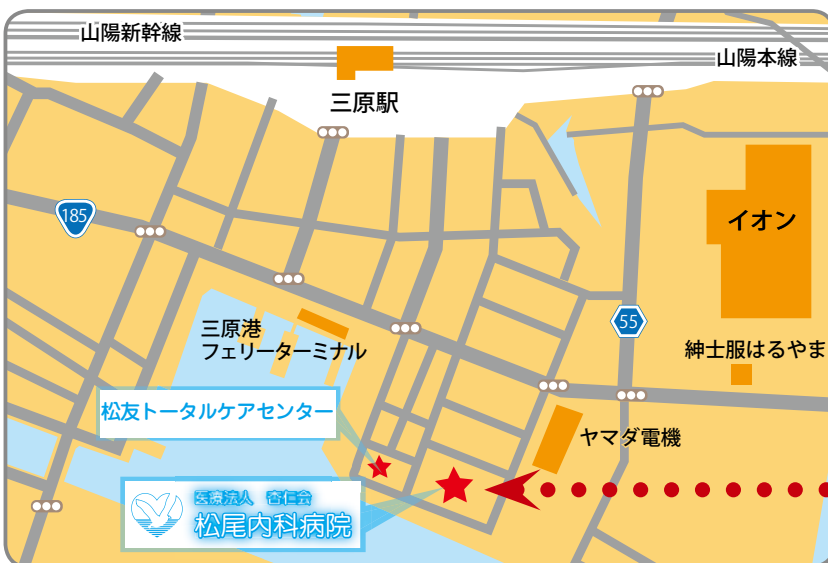 山陽新幹線
山陽本線
三原駅
185
イオン
三原港
フェリーターミナル
55
紳士服はるやま
松友トータルケアセンター
ヤマダ電機
医療法人 杏仁会
松尾内科病院